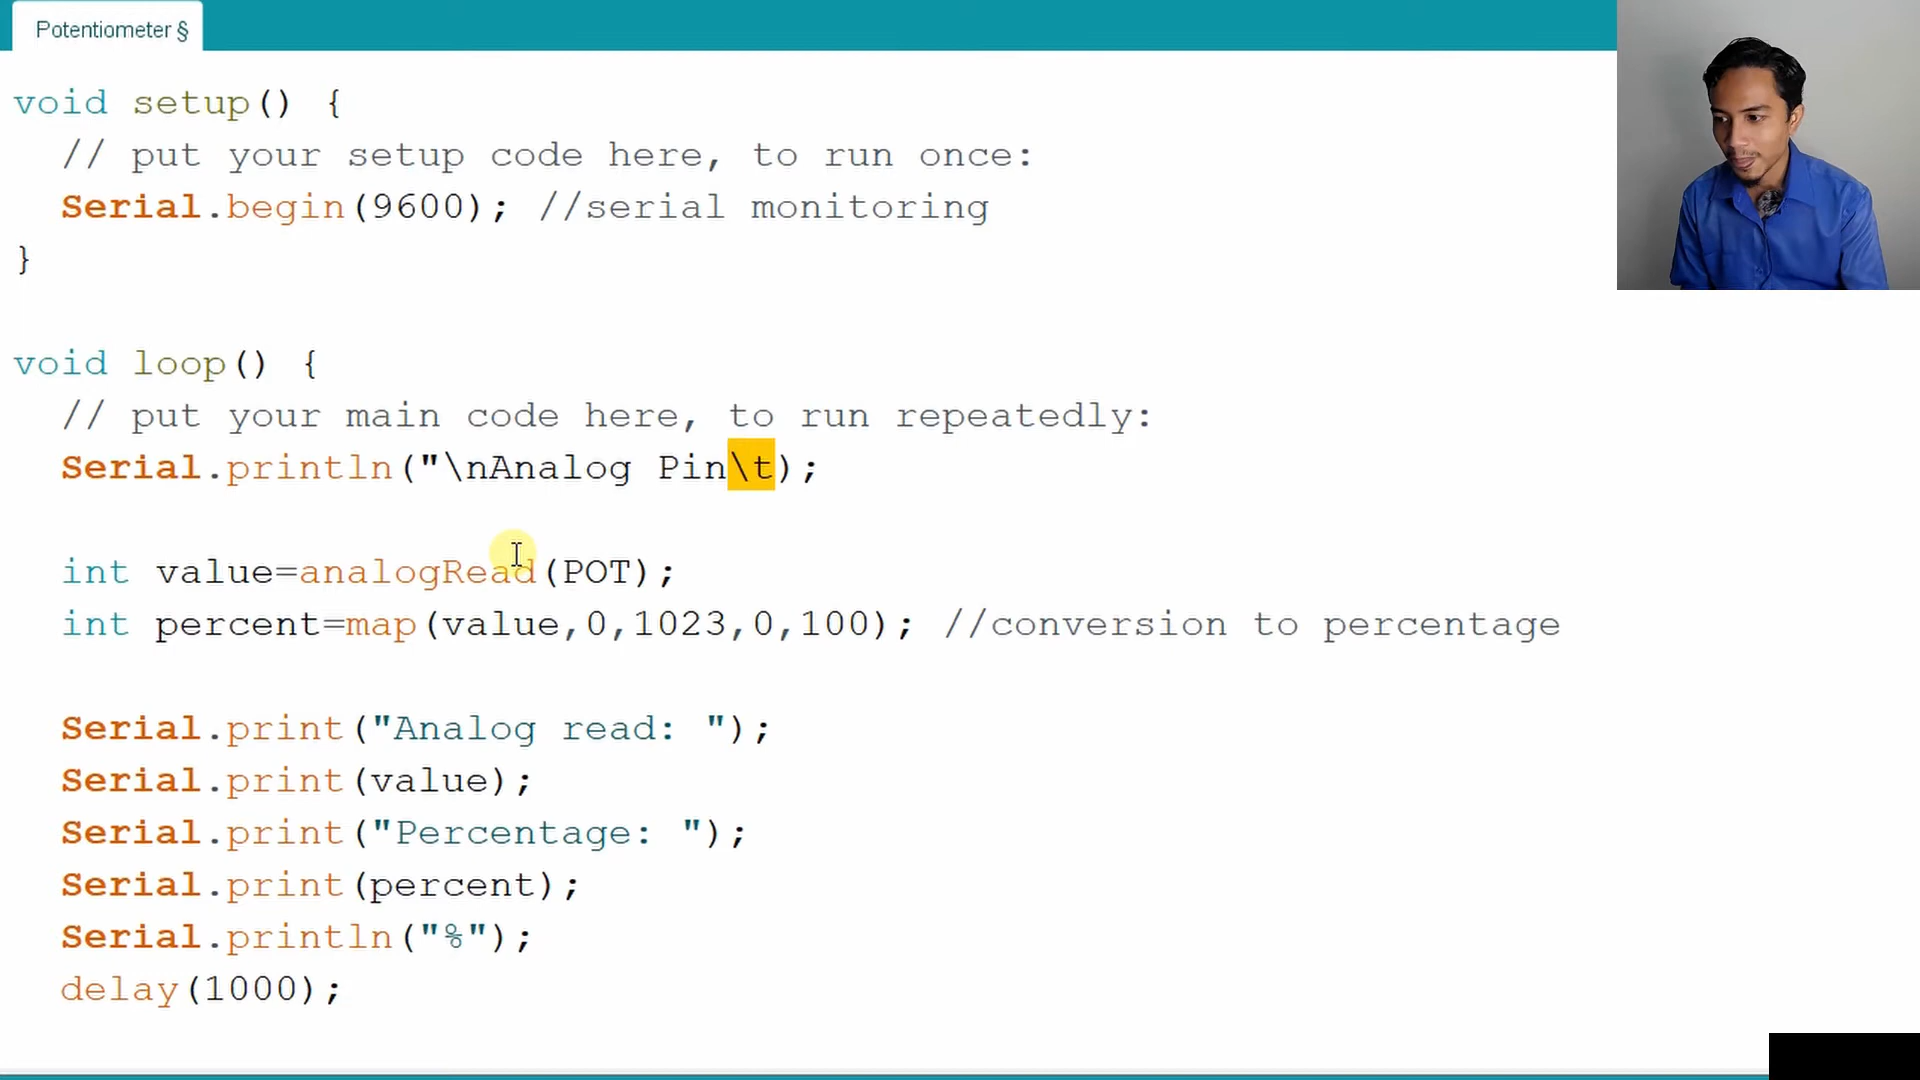 Potentiometer §
void setup() {
  // put your setup code here, to run once:
  Serial.begin(9600); //serial monitoring
}
void loop() {
  // put your main code here, to run repeatedly:
  Serial.println("\nAnalog Pin\t);
  int value=analogRead(POT);
  int percent=map(value,0,1023,0,100); //conversion to percentage
  Serial.print("Analog read: ");
  Serial.print(value);
  Serial.print("Percentage: ");
  Serial.print(percent);
  Serial.println("%");
  delay(1000);